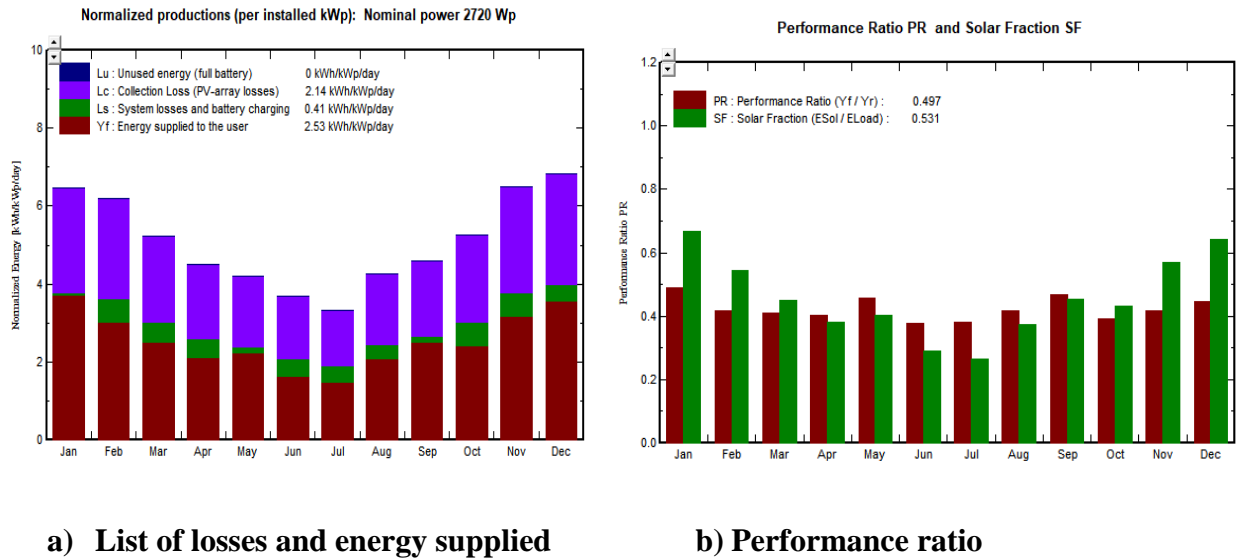 Normalized productions (per installed kWp): Nominal power 2720 Wp
Normalized Energy [kWh/kWp/day]
10
8
6
4
2
0
Lu : Unused energy (full battery) 0 kWh/kWp/day
Lc : Collection Loss (PV-array losses) 2.14 kWh/kWp/day
Ls : System losses and battery charging 0.41 kWh/kWp/day
Yf : Energy supplied to the user 2.53 kWh/kWp/day
Jan Feb Mar Apr May Jun Jul Aug Sep Oct Nov Dec
a) List of losses and energy supplied
Performance Ratio PR and Solar Fraction SF
Performance Ratio PR
1.2
1.0
0.8
0.6
0.4
0.2
0.0
PR : Performance Ratio (Yf / Yr) : 0.497
SF : Solar Fraction (ESol / ELoad) : 0.531
Jan Feb Mar Apr May Jun Jul Aug Sep Oct Nov Dec
b) Performance ratio